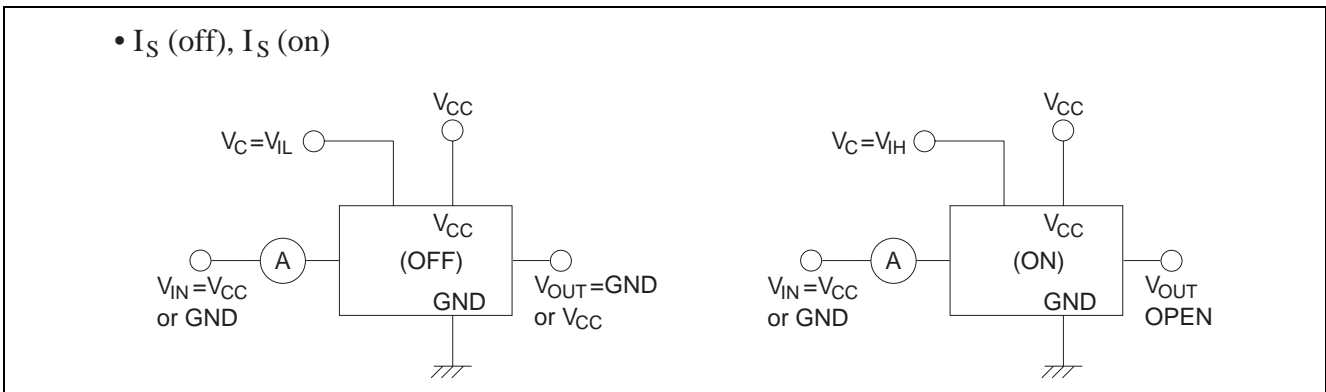 • IS (off), IS (on)
VCC
VC=VIL
VCC
A
(OFF)
VIN=VCC
or GND
GND
VOUT=GND
or VCC
VCC
VC=VIH
VCC
A
(ON)
VIN=VCC
or GND
GND
VOUT
OPEN